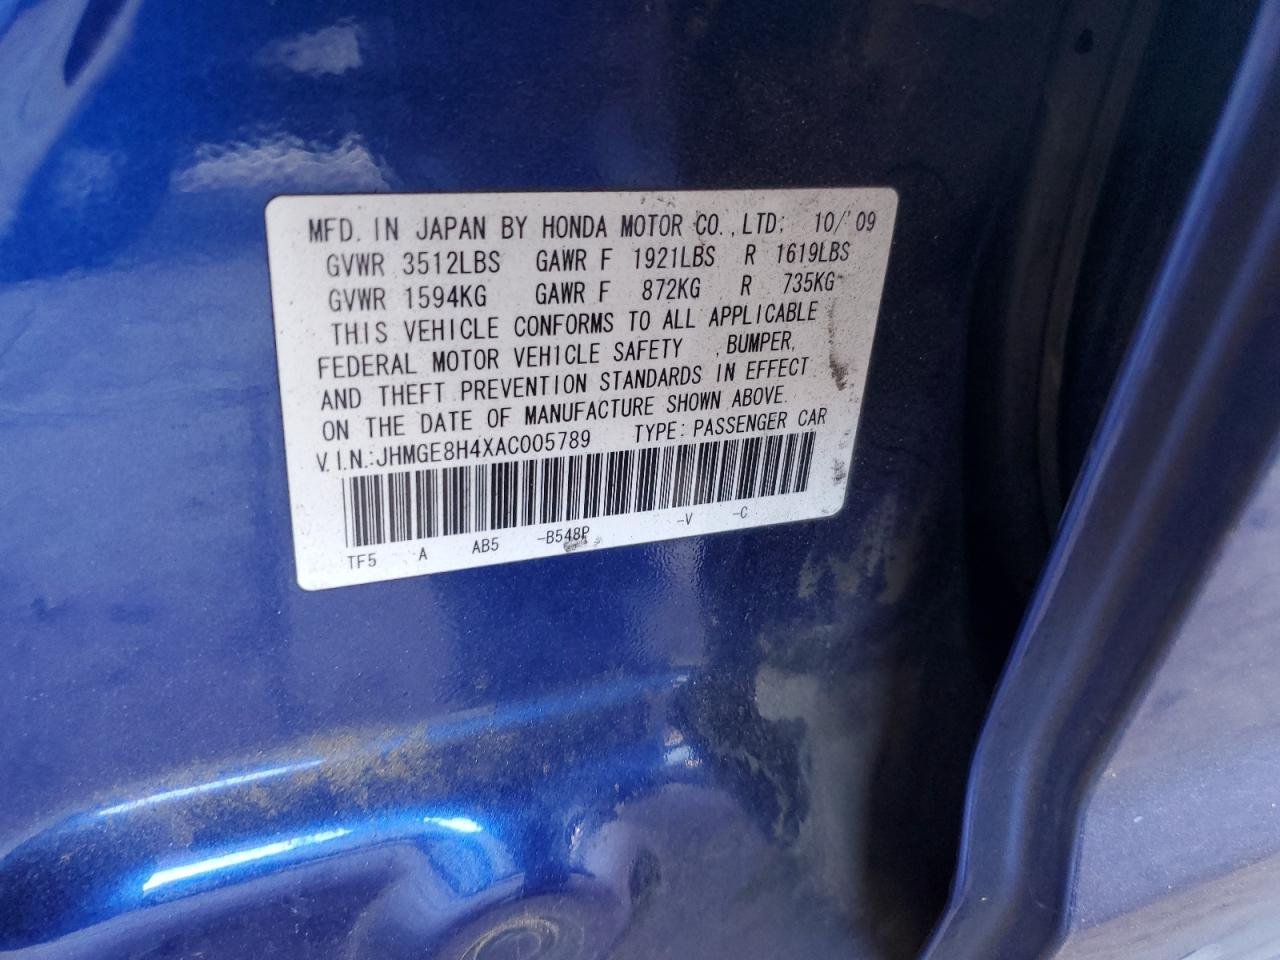 MFD. IN JAPAN BY HONDA MOTOR CO.,LTD: 10/'09
GVWR 3512LBS GAWR F 1921LBS R 1619LBS
GVWR 1594KG GAWR F 872KG R 735KG
THIS VEHICLE CONFORMS TO ALL APPLICABLE
FEDERAL MOTOR VEHICLE SAFETY ,BUMPER,
AND THEFT PREVENTION STANDARDS IN EFFECT
ON THE DATE OF MANUFACTURE SHOWN ABOVE.
V.I.N.:JHMGE8H4XAC005789 TYPE:PASSENGER CAR
TF5 A AB5 -B548P -V -C